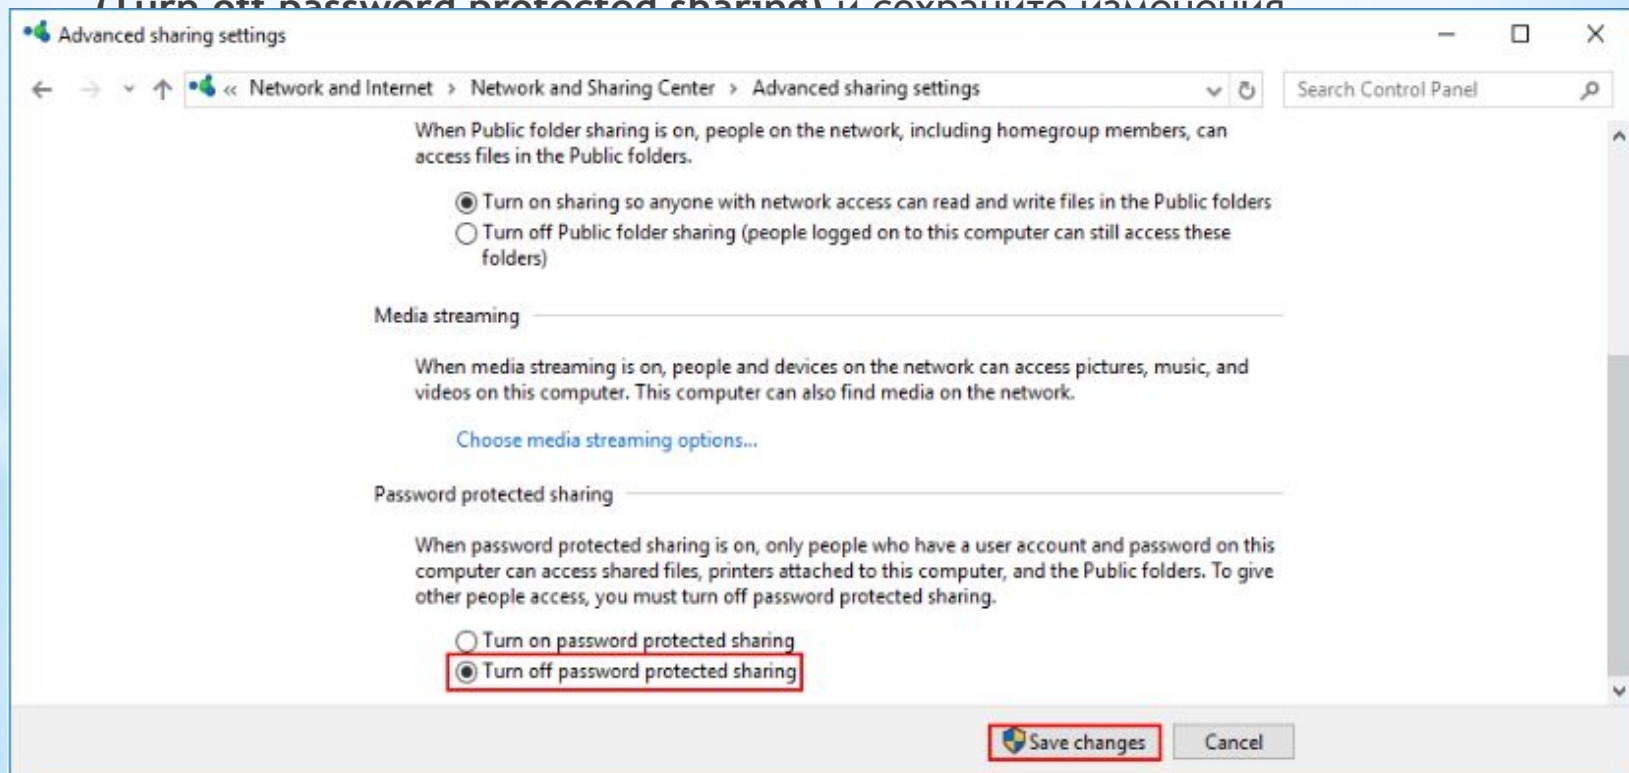 (Turn off password protected sharing) и сохраните изменения
Advanced sharing settings
« Network and Internet > Network and Sharing Center > Advanced sharing settings
Search Control Panel
When Public folder sharing is on, people on the network, including homegroup members, can
access files in the Public folders.
Turn on sharing so anyone with network access can read and write files in the Public folders
Turn off Public folder sharing (people logged on to this computer can still access these
folders)
Media streaming
When media streaming is on, people and devices on the network can access pictures, music, and
videos on this computer. This computer can also find media on the network.
Choose media streaming options...
Password protected sharing
When password protected sharing is on, only people who have a user account and password on this
computer can access shared files, printers attached to this computer, and the Public folders. To give
other people access, you must turn off password protected sharing.
Turn on password protected sharing
Turn off password protected sharing
Save changes
Cancel